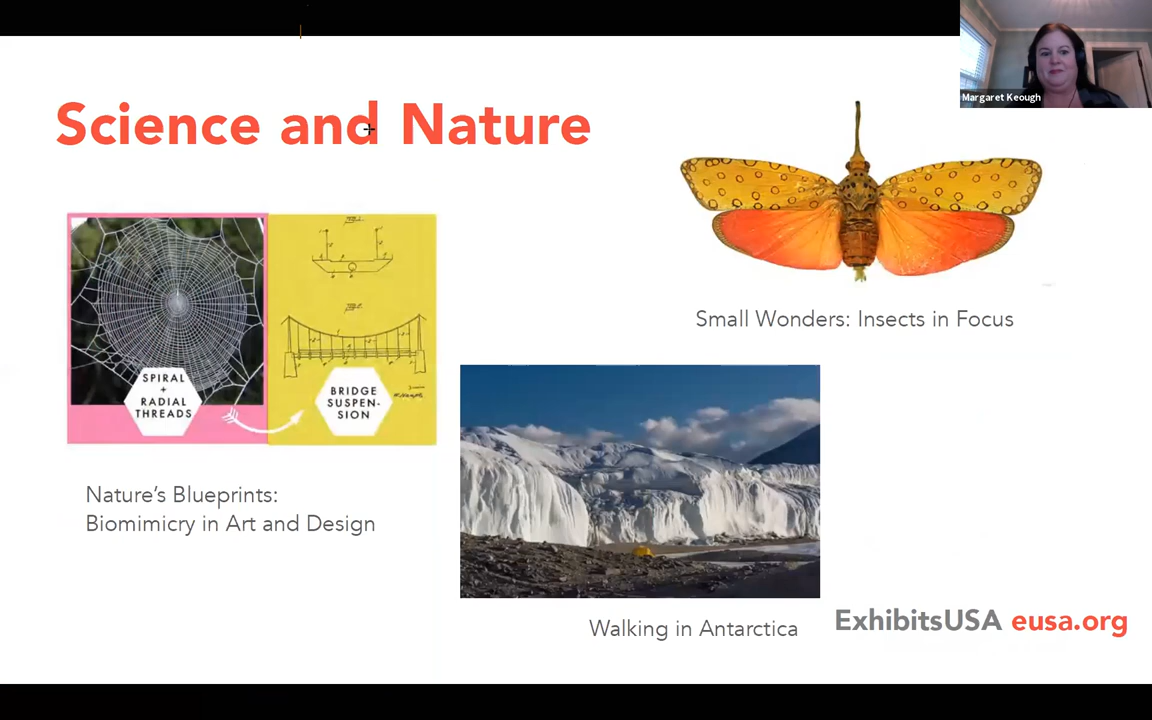 Margaret Keough
Science and Nature
SPIRAL
+
RADIAL
THREADS
BRIDGE
SUSPEN-
SION
Small Wonders: Insects in Focus
Nature's Blueprints:
Biomimicry in Art and Design
Walking in Antarctica
ExhibitsUSA eusa.org